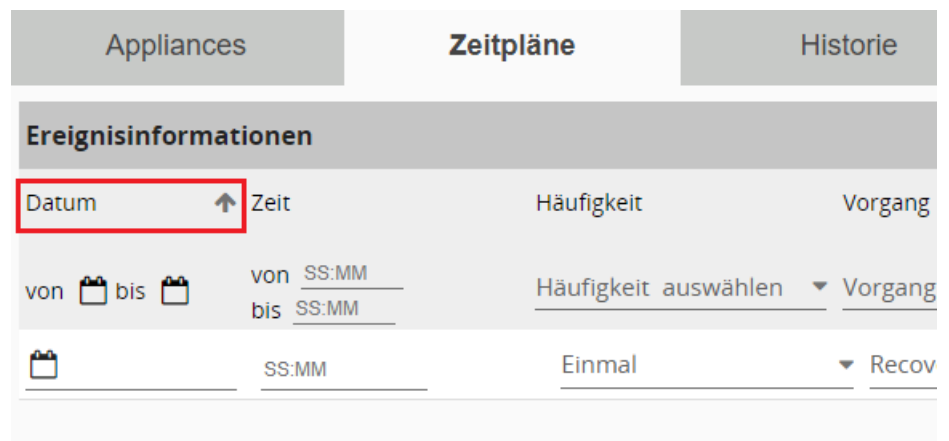 Appliances Zeitpläne Historie
Ereignisinformationen
Datum Zeit Häufigkeit Vorgang
von bis von SS:MM Häufigkeit auswählen Vorgang
bis SS:MM
SS:MM Einmal Recov